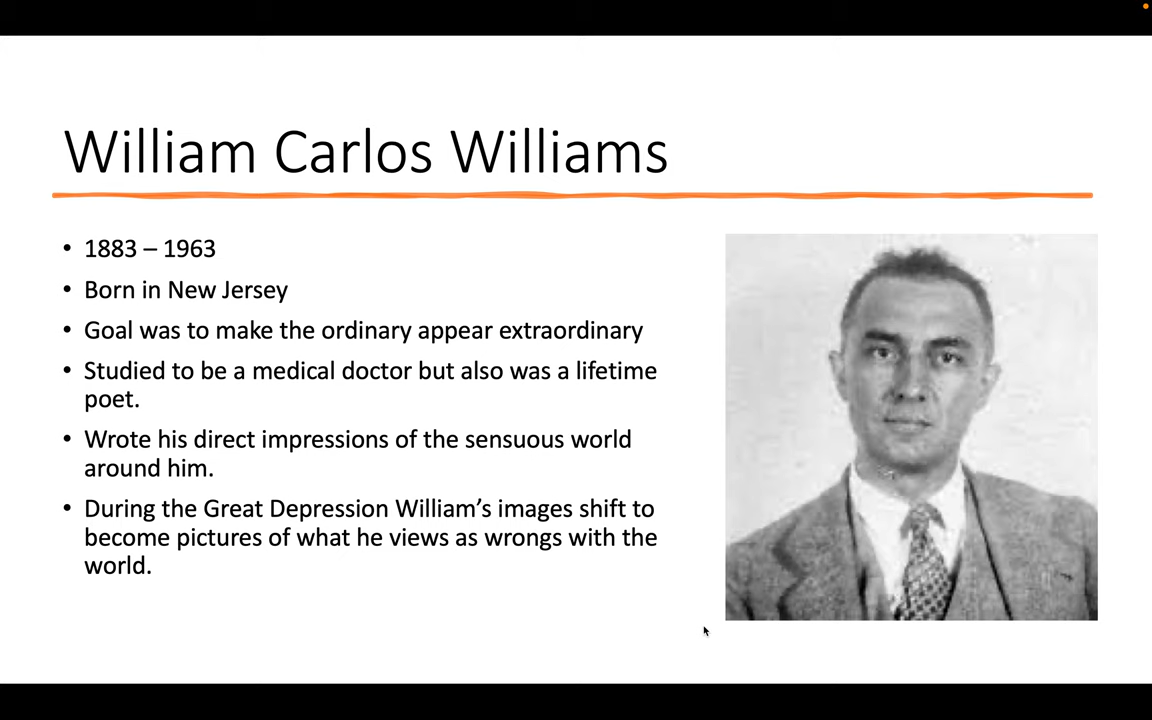 William Carlos Williams
• 1883 – 1963
• Born in New Jersey
• Goal was to make the ordinary appear extraordinary
• Studied to be a medical doctor but also was a lifetime
poet.
• Wrote his direct impressions of the sensuous world
around him.
• During the Great Depression William’s images shift to
become pictures of what he views as wrongs with the
world.